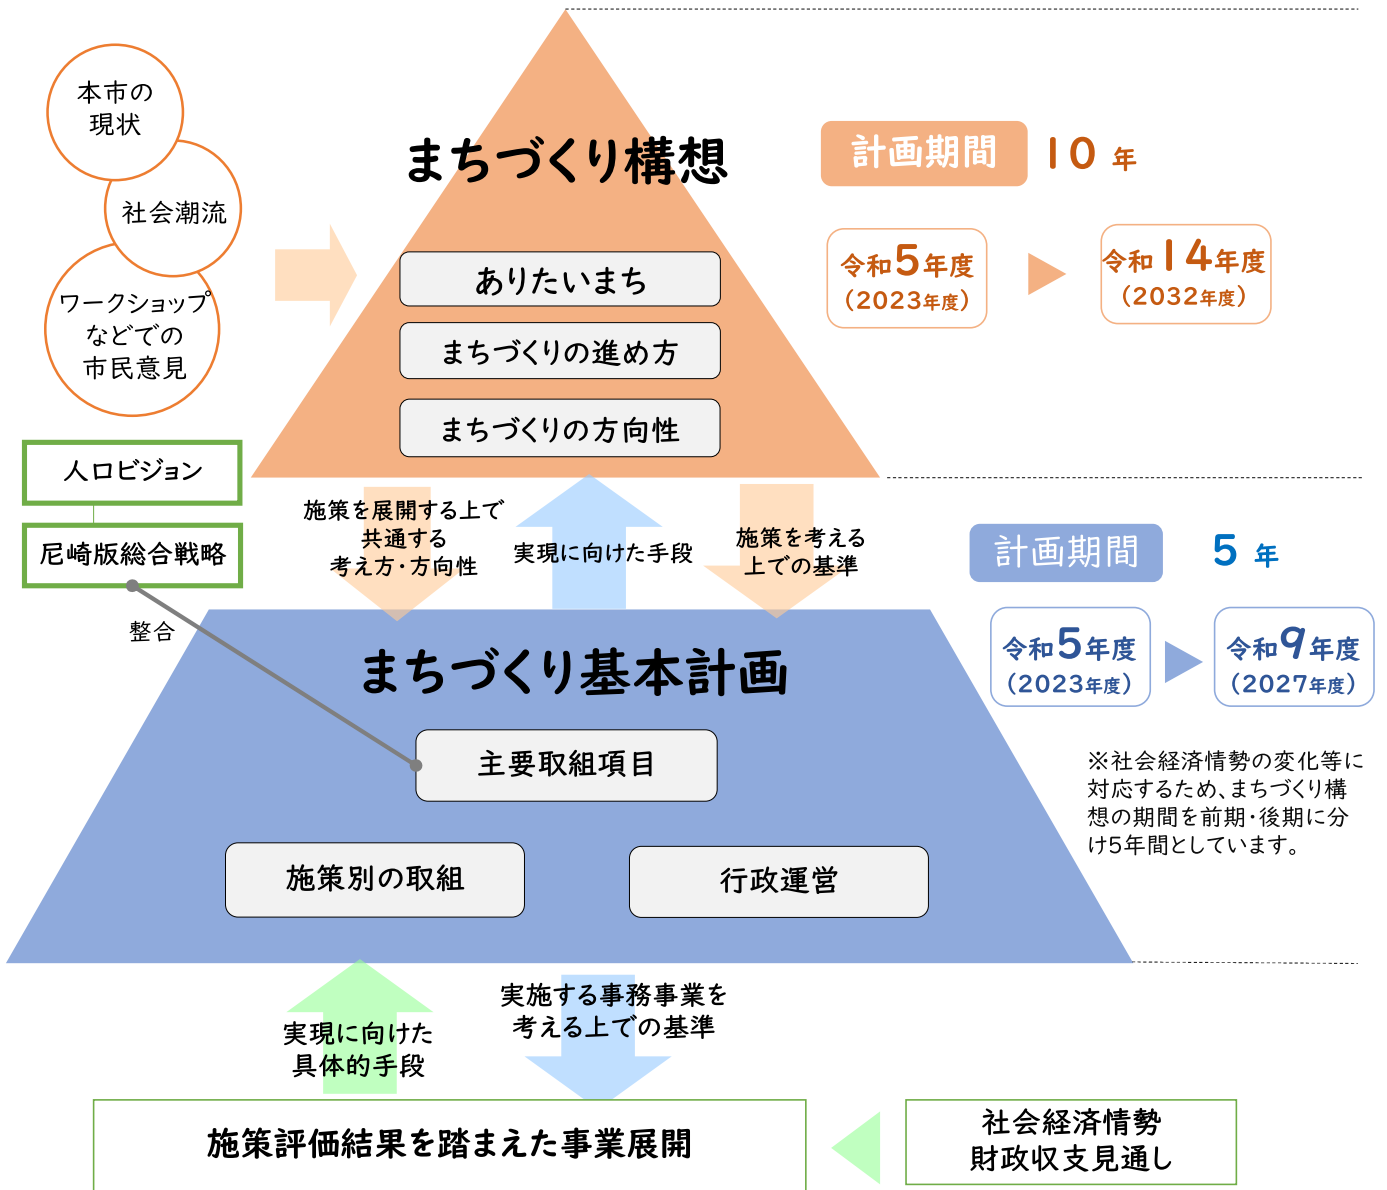 本市の
現状
社会潮流
ワークショップ
などでの
市民意見
まちづくり構想
ありたいまち
まちづくりの進め方
まちづくりの方向性
計画期間 10 年
令和5年度
(2023年度)
令和14年度
(2032年度)
人口ビジョン
尼崎版総合戦略
整合
施策を展開する上で
共通する
考え方・方向性
実現に向けた手段
施策を考える
上での基準
計画期間 5 年
令和5年度
(2023年度)
令和9年度
(2027年度)
※社会経済情勢の変化等に
対応するため、まちづくり構
想の期間を前期・後期に分
け5年間としています。
まちづくり基本計画
主要取組項目
施策別の取組
行政運営
実現に向けた
具体的手段
実施する事務事業を
考える上での基準
施策評価結果を踏まえた事業展開
社会経済情勢
財政収支見通し